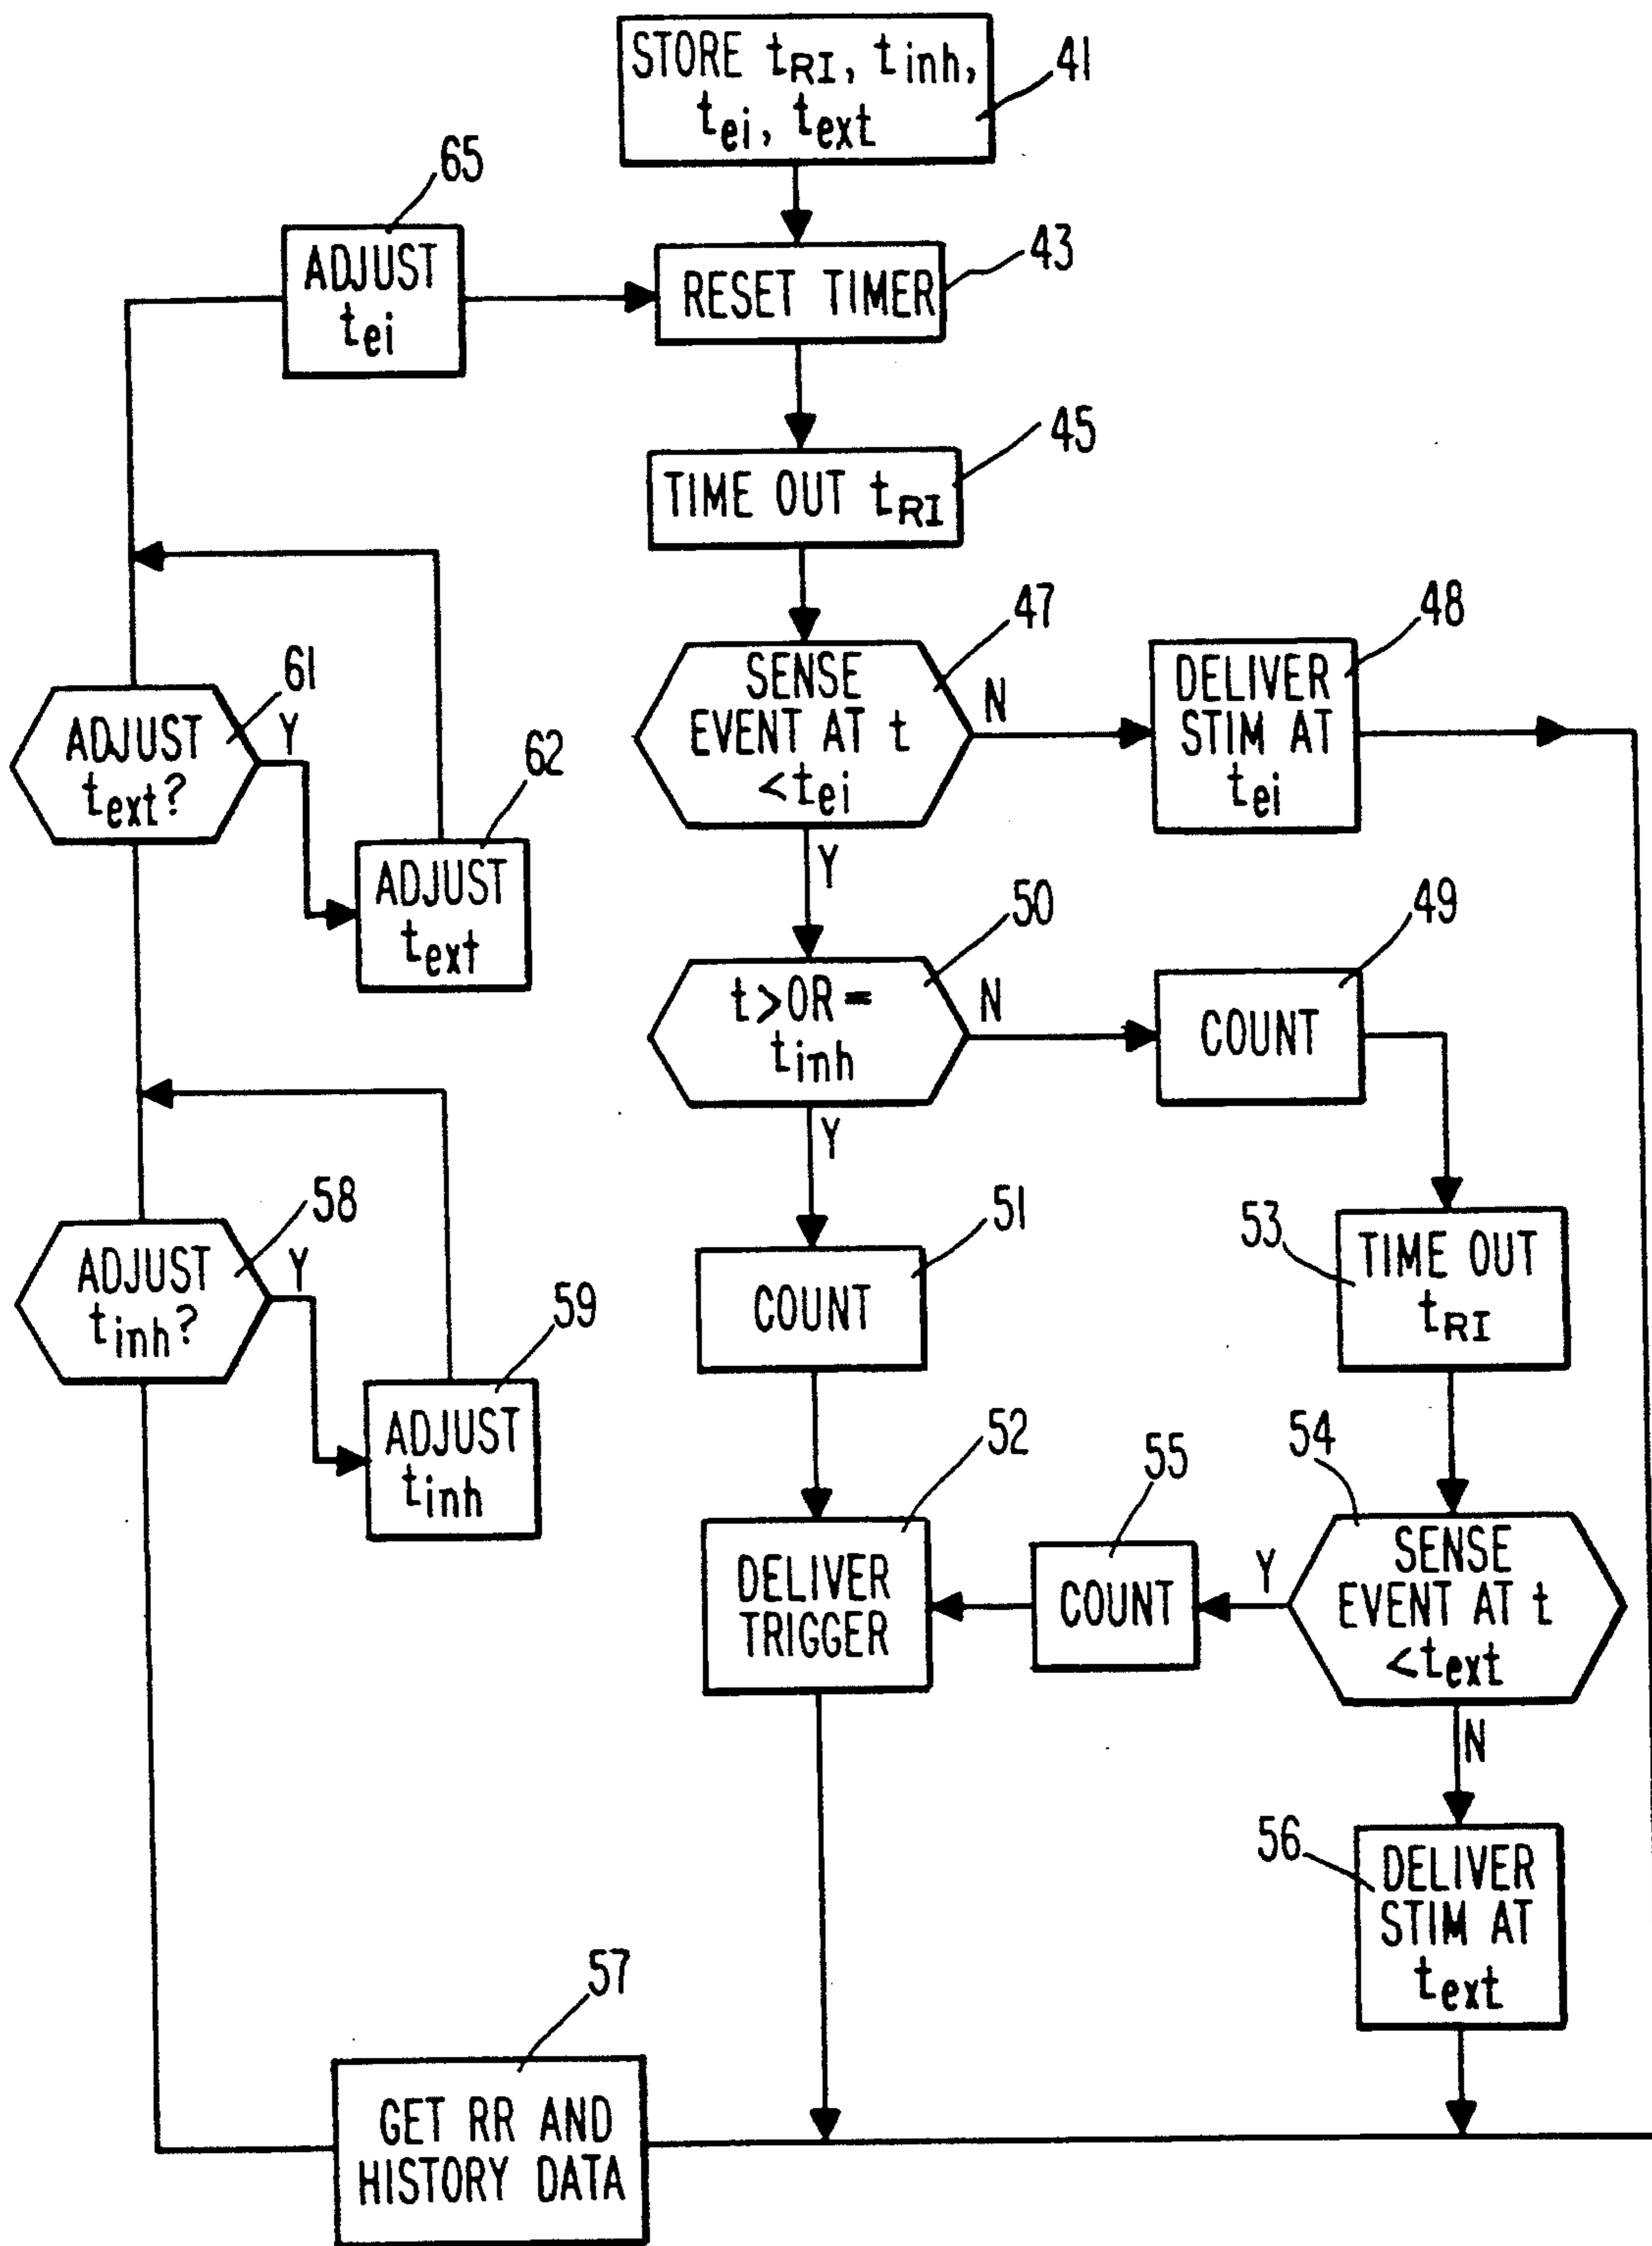 STORE tRI, tinh,
tei, text
41
65
ADJUST
tei
RESET TIMER
43
TIME OUT tRI
45
SENSE
EVENT AT t
<tei
47
N
Y
DELIVER
STIM AT
tei
48
61
ADJUST
text?
Y
62
ADJUST
text
t>OR=
tinh
50
N
Y
COUNT
49
58
ADJUST
tinh?
Y
59
ADJUST
tinh
COUNT
51
53
TIME OUT
tRI
DELIVER
TRIGGER
52
55
COUNT
Y
54
SENSE
EVENT AT t
<text
N
56
DELIVER
STIM AT
text
57
GET RR AND
HISTORY DATA